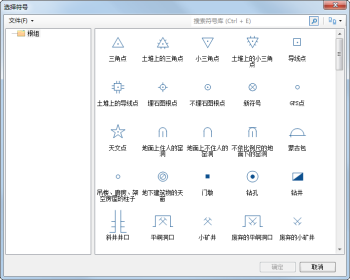 选择符号
文件(F)
搜索符号库 (Ctrl + E)
根组
三角点
土堆上的三角点
小三角点
土堆上的小三角点
导线点
土堆上的导线点
埋石图根点
不埋石图根点
新符号
GPS点
天文点
地面上住人的窑洞
地面上不住人的窑洞
不依比例尺的地面下的窑洞
蒙古包
吊楼、廊房、架空房屋的柱子
地下建筑物的天窗
门墩
钻孔
钻井
斜井井口
平硐洞口
小矿井
废弃的平硐洞口
废弃的小矿井
确定
取消